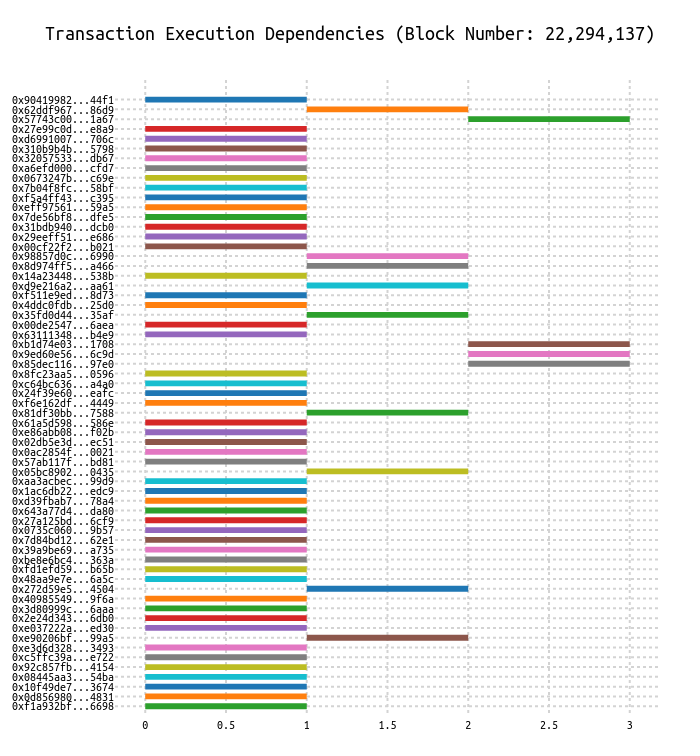 Transaction Execution Dependencies (Block Number: 22,294,137)
0x90419982...44f1
0x62ddf967...86d9
0x57743c00...1a67
0x27e99c0d...e8a9
0xd6991007...706c
0x310b9b4b...5798
0x32057533...db67
0xa6efd000...cfd7
0x0673247b...c69e
0x7b04f8fc...58bf
0xf5a4ff43...c395
0xeff97561...59a5
0x7de56bf8...dfe5
0x31bdb940...dcb0
0x29eeff51...e686
0x00cf22f2...b021
0x98857d0c...6990
0x8d974ff5...a466
0x14a23448...538b
0xd9e216a2...aa61
0xf511e9ed...8d73
0x4ddc0fdb...25d0
0x35fd0d44...35af
0x00de2547...6aea
0x63111348...b4e9
0xb1d74e03...1708
0x9ed60e56...6c9d
0x85dec116...97e0
0x8fc23aa5...0596
0xc64bc636...a4a0
0x24f39e60...eafc
0xf6e162df...4449
0x81df30bb...7588
0x61a5d598...586e
0xe86abb08...f02b
0x02db5e3d...ec51
0x0ac2854f...0021
0x57ab117f...bd81
0x05bc8902...0435
0xaa3acbec...99d9
0x1ac6db22...edc9
0xd39fbab7...78a4
0x643a77d4...da80
0x27a125bd...6cf9
0x0735c060...9b57
0x7d84bd12...62e1
0x39a9be69...a735
0xbe8e6bc4...363a
0xfd1efd59...b65b
0x48aa9e7e...6a5c
0x272d59e5...4504
0x40985549...9f6a
0x3d80999c...6aaa
0x2e24d343...6db0
0xe037222a...ed30
0xe90206bf...99a5
0xe3d6d328...3493
0xc5ffc39a...e722
0x92c857fb...4154
0x08445aa3...54ba
0x10f49de7...3674
0x0d856980...4831
0xf1a932bf...6698
0 0.5 1 1.5 2 2.5 3